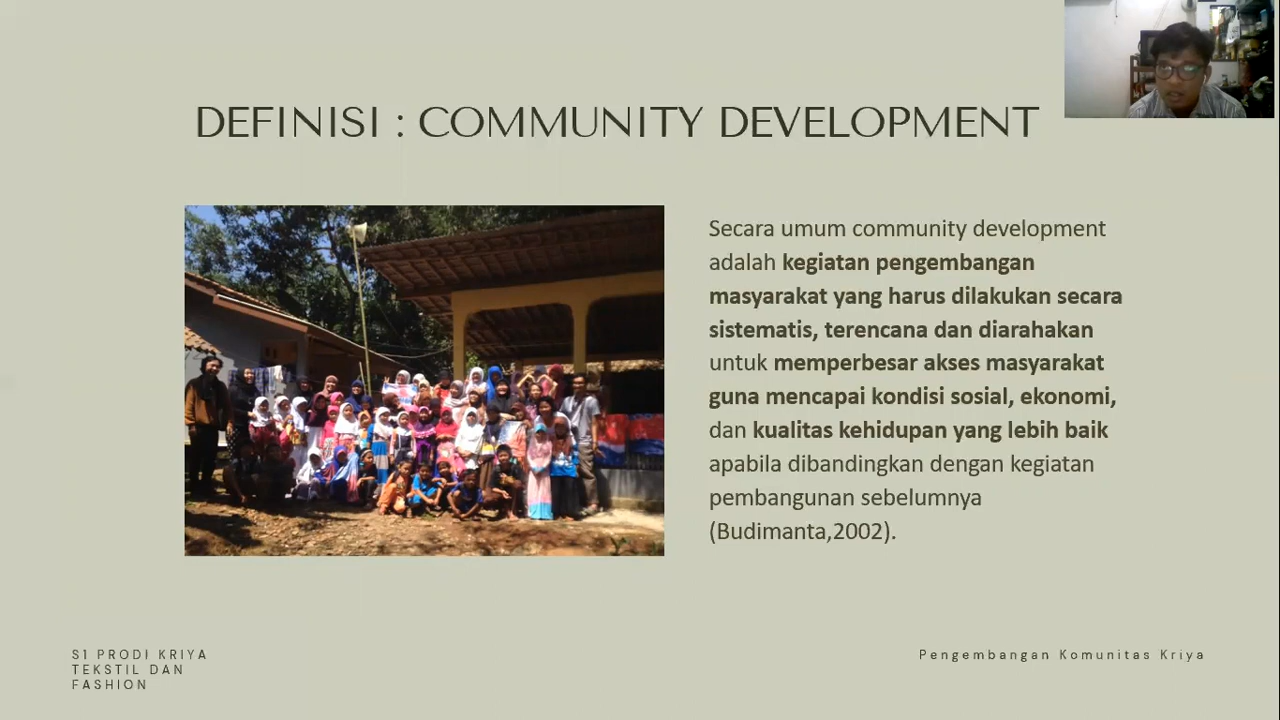 DEFINISI : COMMUNITY DEVELOPMENT
Secara umum community development
adalah kegiatan pengembangan
masyarakat yang harus dilakukan secara
sistematis, terencana dan diarahakan
untuk memperbesar akses masyarakat
guna mencapai kondisi sosial, ekonomi,
dan kualitas kehidupan yang lebih baik
apabila dibandingkan dengan kegiatan
pembangunan sebelumnya
(Budimanta,2002).
S1 PRODI KRIYA
TEKSTIL DAN
FASHION
Pengembangan Komunitas Kriya